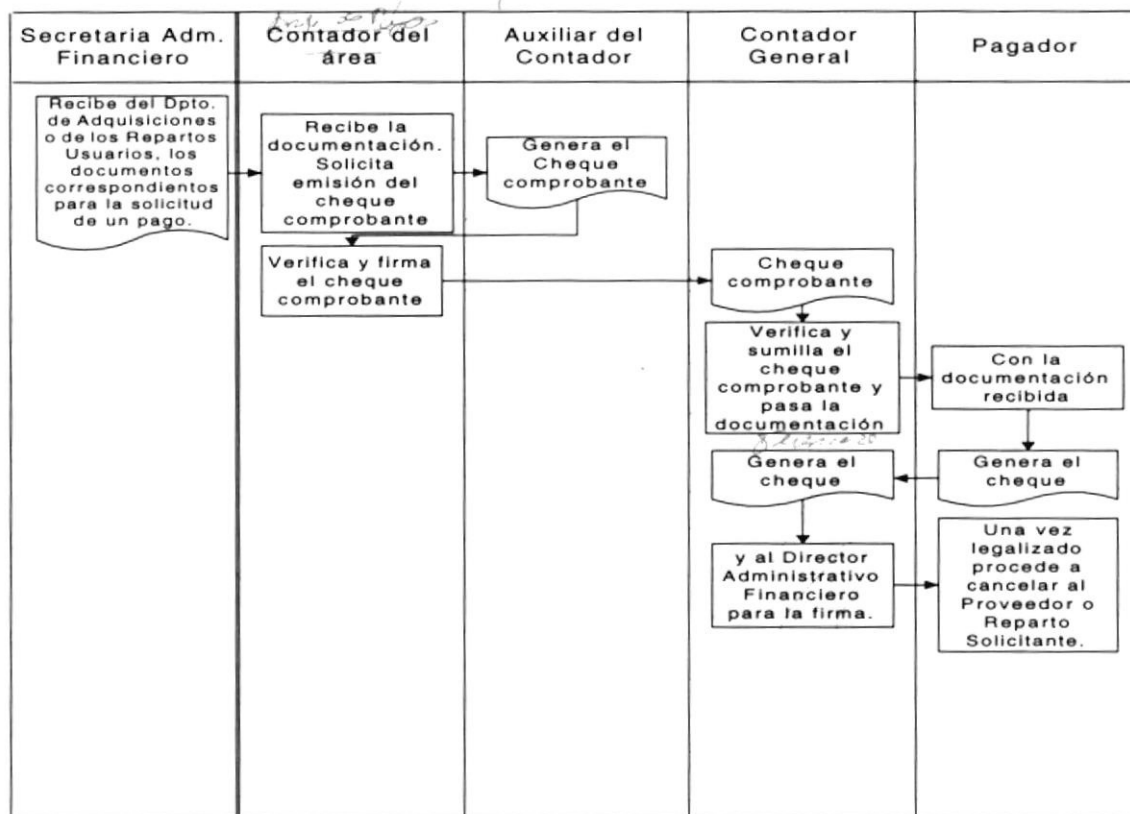 Secretaria Adm.
Financiero
Contador del
área
Auxiliar del
Contador
Contador
General
Pagador
Recibe del Dpto.
de Adquisiciones
o de los Repartos
Usuarios, los
documentos
correspondientes
para la solicitud
de un pago.
Recibe la
documentación.
Solicita
emisión del
cheque
comprobante
Genera el
Cheque
comprobante
Verifica y firma
el cheque
comprobante
Cheque
comprobante
Verifica y
sumilla el
cheque
comprobante y
pasa la
documentación
Con la
documentación
recibida
Genera el
cheque
Genera el
cheque
y al Director
Administrativo
Financiero
para la firma.
Una vez
legalizado
procede a
cancelar al
Proveedor o
Reparto
Solicitante.